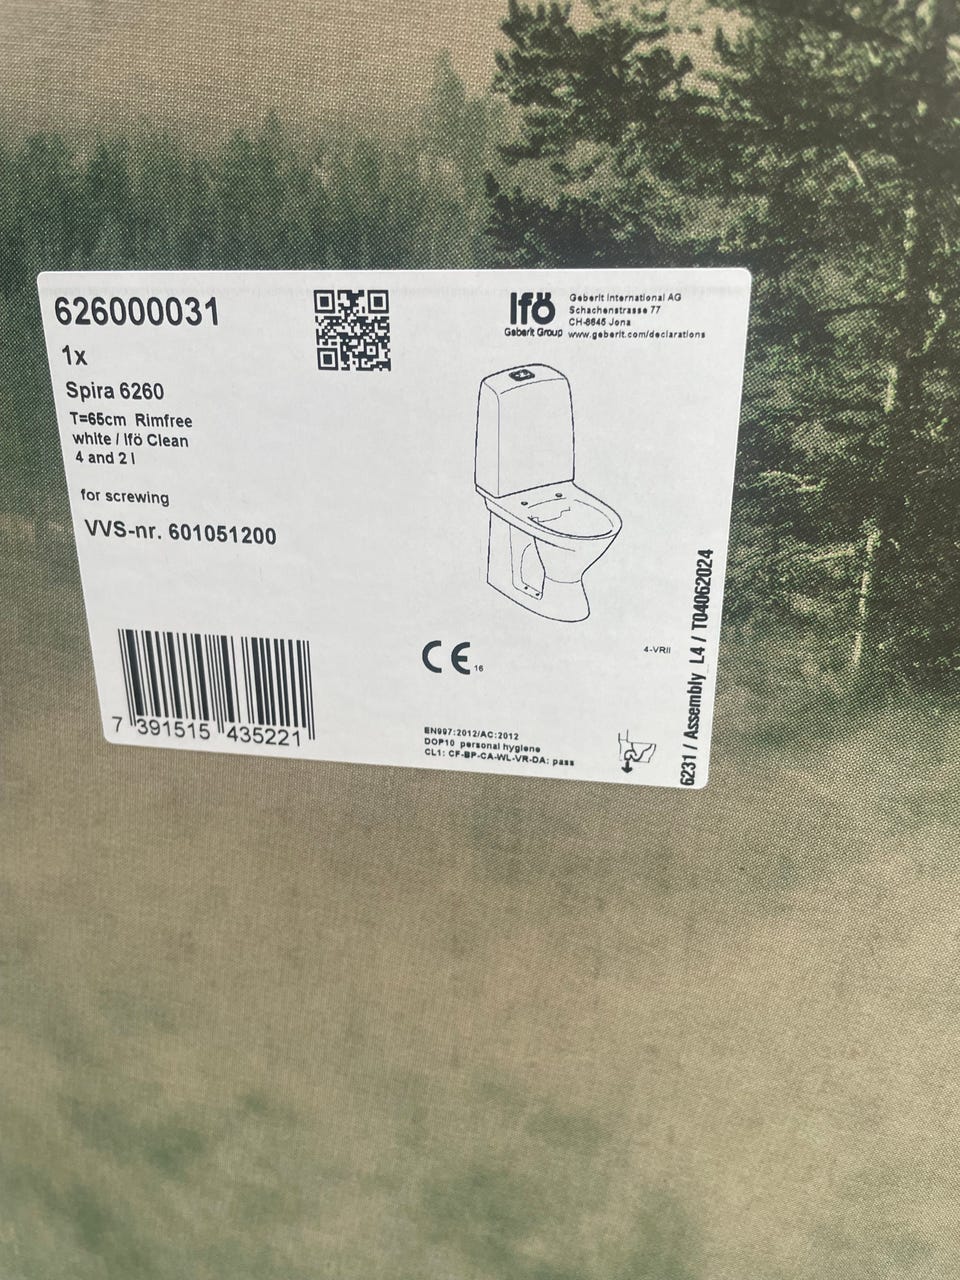 626000031
1x
Spira 6260
T=65cm Rimfree
white / Ifö Clean
4 and 2 l
for screwing
VVS-nr. 601051200
7 391515 435221
Ifö
Geberit Group
Geberit International AG
Schachenstrasse 77
CH-8645 Jona
www.geberit.com/declarations
CE
16
4-VRII
EN997:2012/AC:2012
DOP10 personal hygiene
CL1: CF-BP-CA-WL-VR-DA: pass
6231 / Assembly_L4 / T04062024